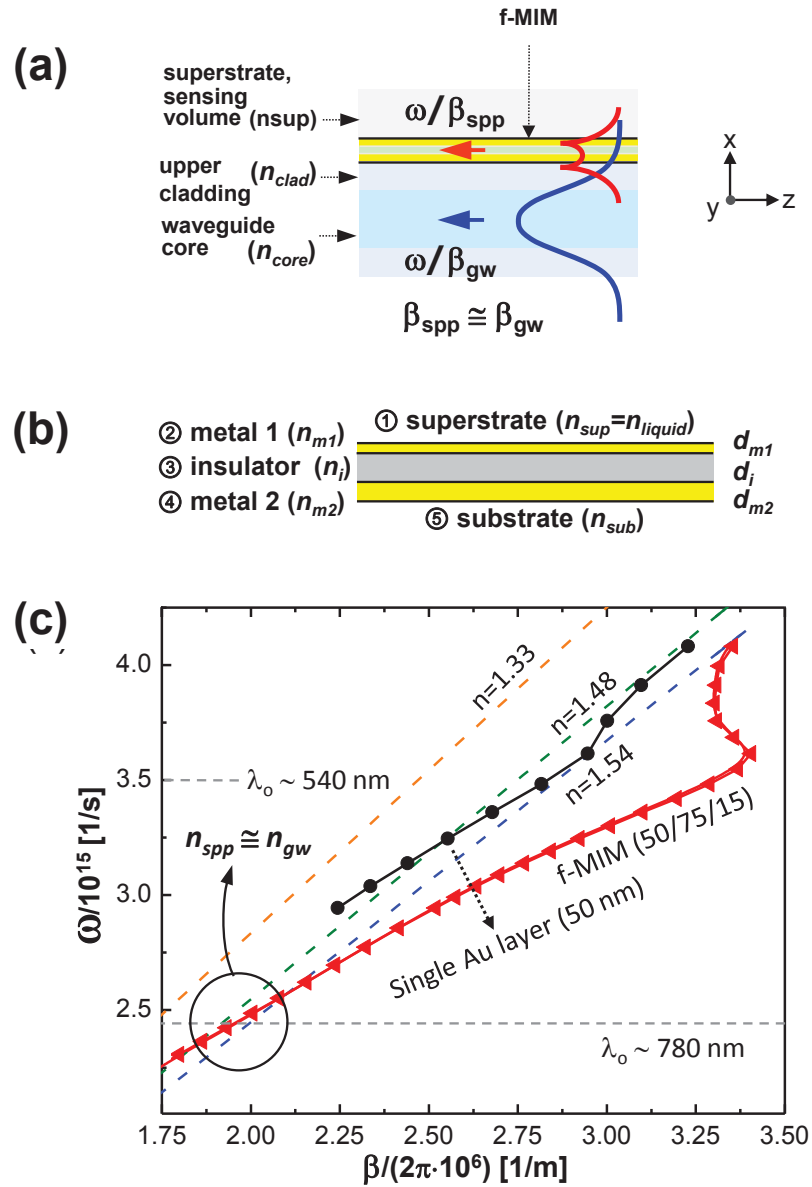 f-MIM
(a)
superstrate,
sensing
volume (nsup)
ω/βspp
upper (nclad)
cladding
waveguide
core (ncore)
ω/βgw
βspp ≅ βgw
x
y
z
(b)
② metal 1 (nm1)
① superstrate (nsup=nliquid)
dm1
③ insulator (ni)
di
④ metal 2 (nm2)
dm2
⑤ substrate (nsub)
(c)
4.0
3.5
3.0
2.5
ω/10¹⁵ [1/s]
n=1.33
n=1.48
n=1.54
λo ~ 540 nm
nspp ≅ ngw
f-MIM (50/75/15)
Single Au layer (50 nm)
λo ~ 780 nm
1.75 2.00 2.25 2.50 2.75 3.00 3.25 3.50
β/(2π·10⁶) [1/m]